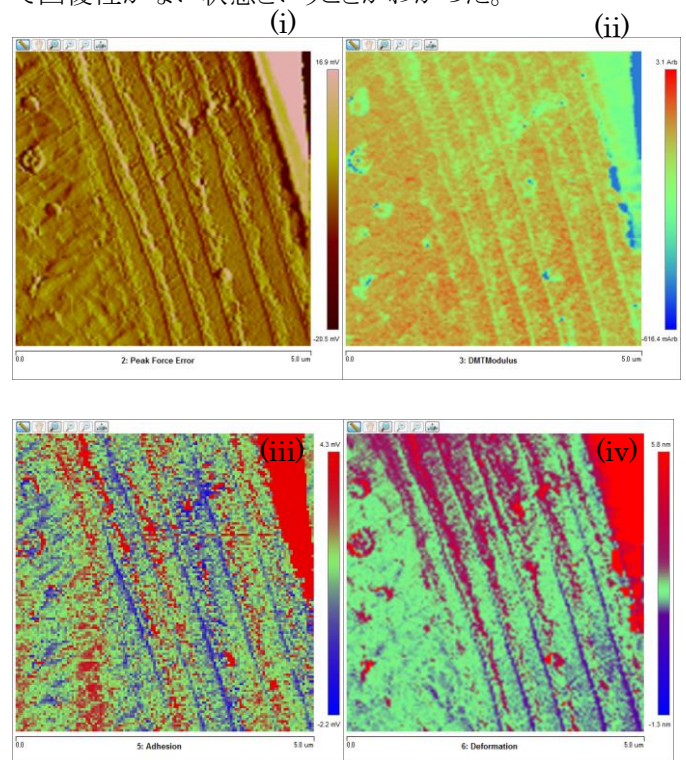 (i)
(ii)
16.9 mV
-20.5 mV
0.0
2: Peak Force Error
5.0 um
3.1 Arb
-616.4 mArb
0.0
3: DMTModulus
5.0 um
(iii)
(iv)
4.3 mV
-2.2 mV
0.0
5: Adhesion
5.0 um
5.8 nm
-1.3 nm
0.0
6: Deformation
5.0 um